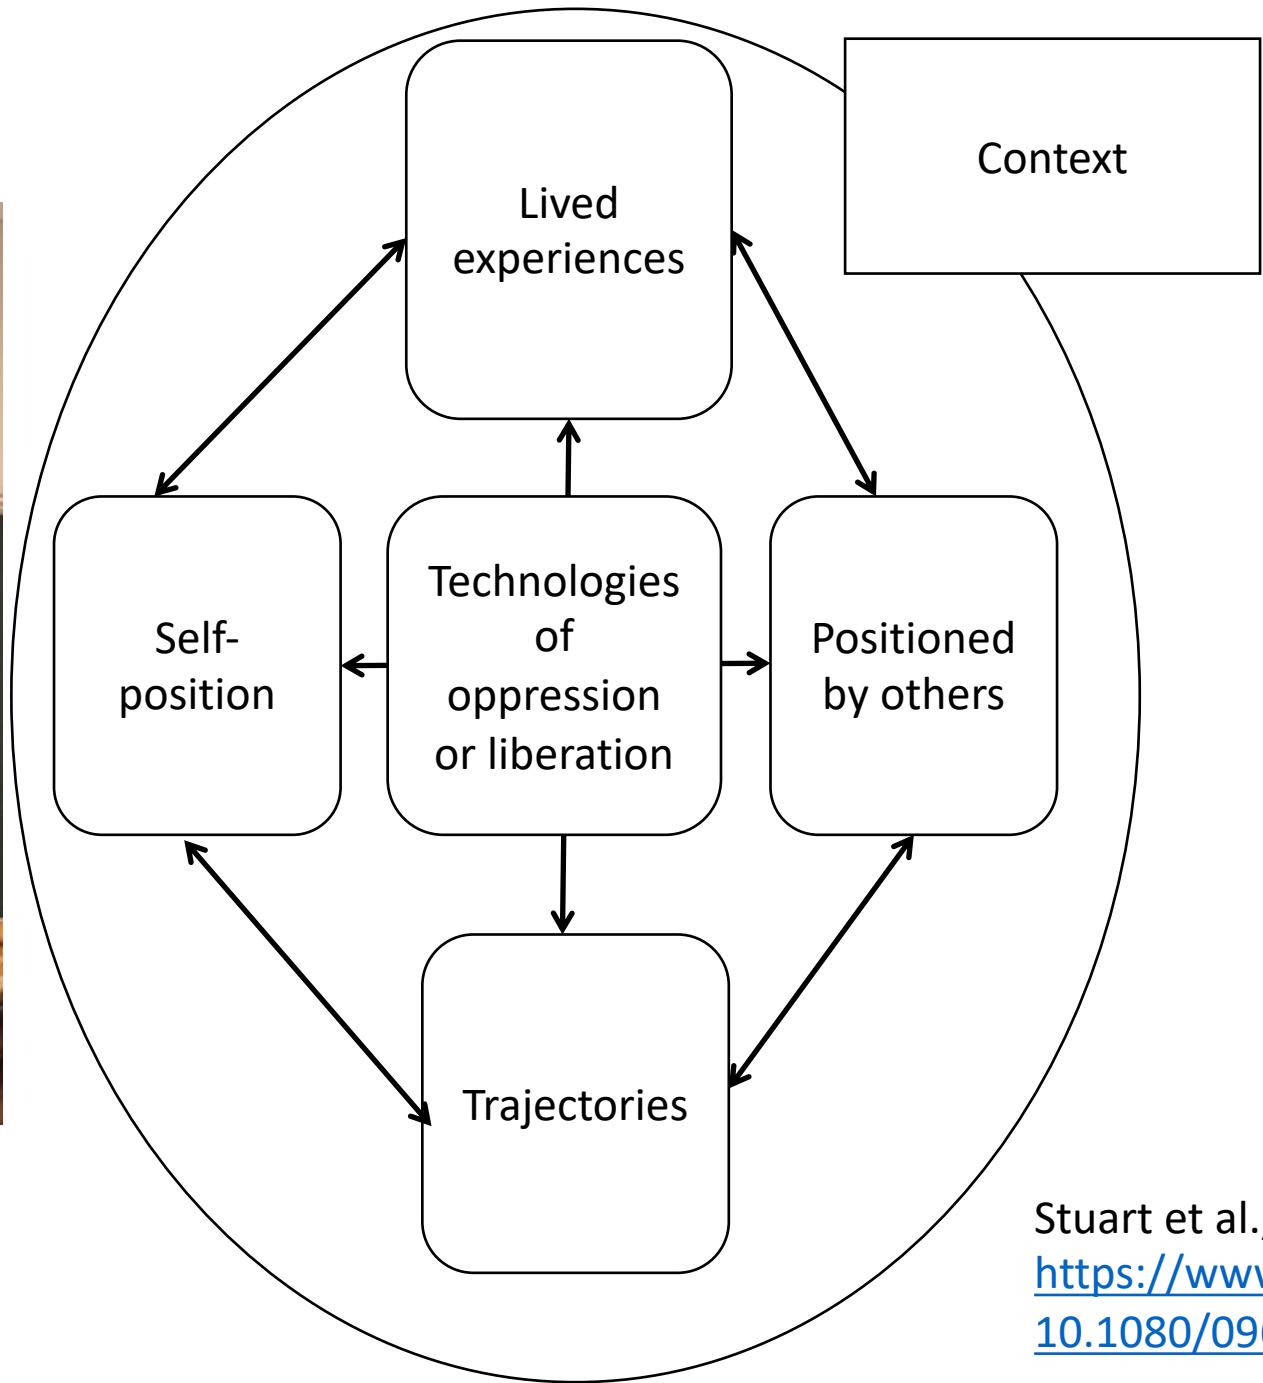 Lived
experiences
Context
Self-
position
Technologies
of
oppression
or liberation
Positioned
by others
Trajectories
Stuart et al.,
https://www
10.1080/09